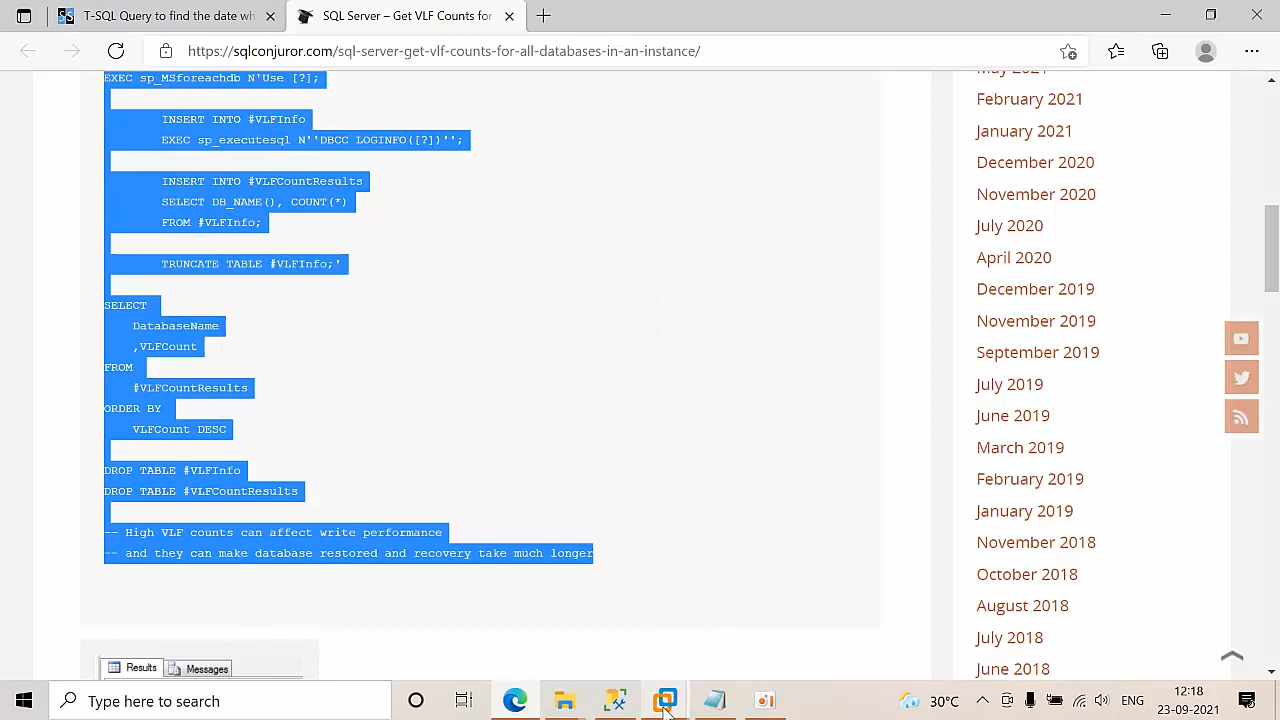 T-SQL Query to find the date wh
SQL Server – Get VLF Counts for
https://sqlconjuror.com/sql-server-get-vlf-counts-for-all-databases-in-an-instance/
EXEC sp_MSforeachdb N'Use [?];
INSERT INTO #VLFInfo
EXEC sp_executesql N''DBCC LOGINFO([?])'';
INSERT INTO #VLFCountResults
SELECT DB_NAME(), COUNT(*)
FROM #VLFInfo;
TRUNCATE TABLE #VLFInfo;'
SELECT
DatabaseName
,VLFCount
FROM
#VLFCountResults
ORDER BY
VLFCount DESC
DROP TABLE #VLFInfo
DROP TABLE #VLFCountResults
-- High VLF counts can affect write performance
-- and they can make database restored and recovery take much longer
Results
Messages
May 2021
February 2021
January 2021
December 2020
November 2020
July 2020
April 2020
December 2019
November 2019
September 2019
July 2019
June 2019
March 2019
February 2019
January 2019
November 2018
October 2018
August 2018
July 2018
June 2018
Type here to search
30°C
ENG
12:18
23-09-2021